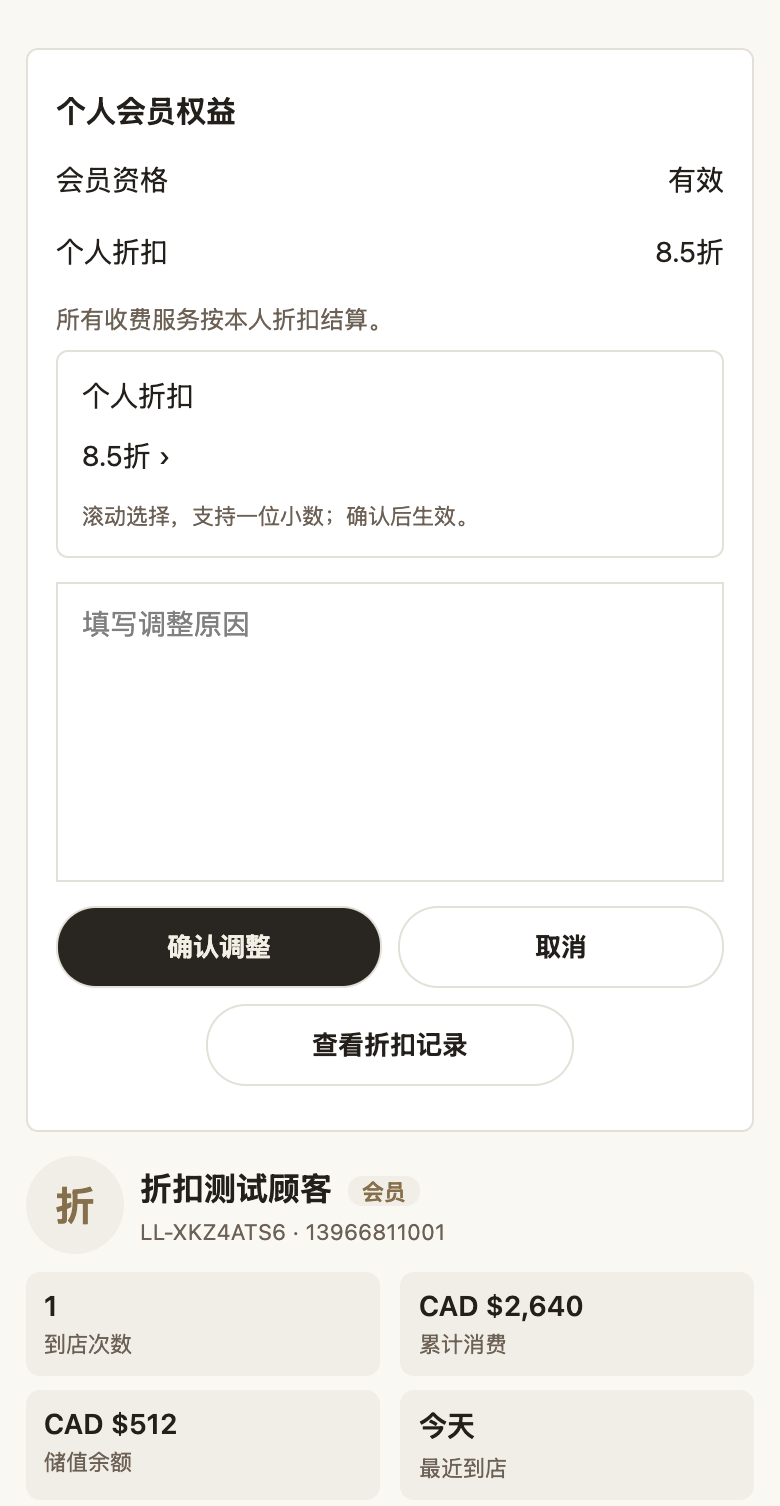 个人会员权益
会员资格 有效
个人折扣 8.5折
所有收费服务按本人折扣结算。
个人折扣
8.5折 ›
滚动选择，支持一位小数；确认后生效。
填写调整原因
确认调整 取消
查看折扣记录
折
折扣测试顾客 会员
LL-XKZ4ATS6 · 13966811001
1
到店次数
CAD $2,640
累计消费
CAD $512
储值余额
今天
最近到店